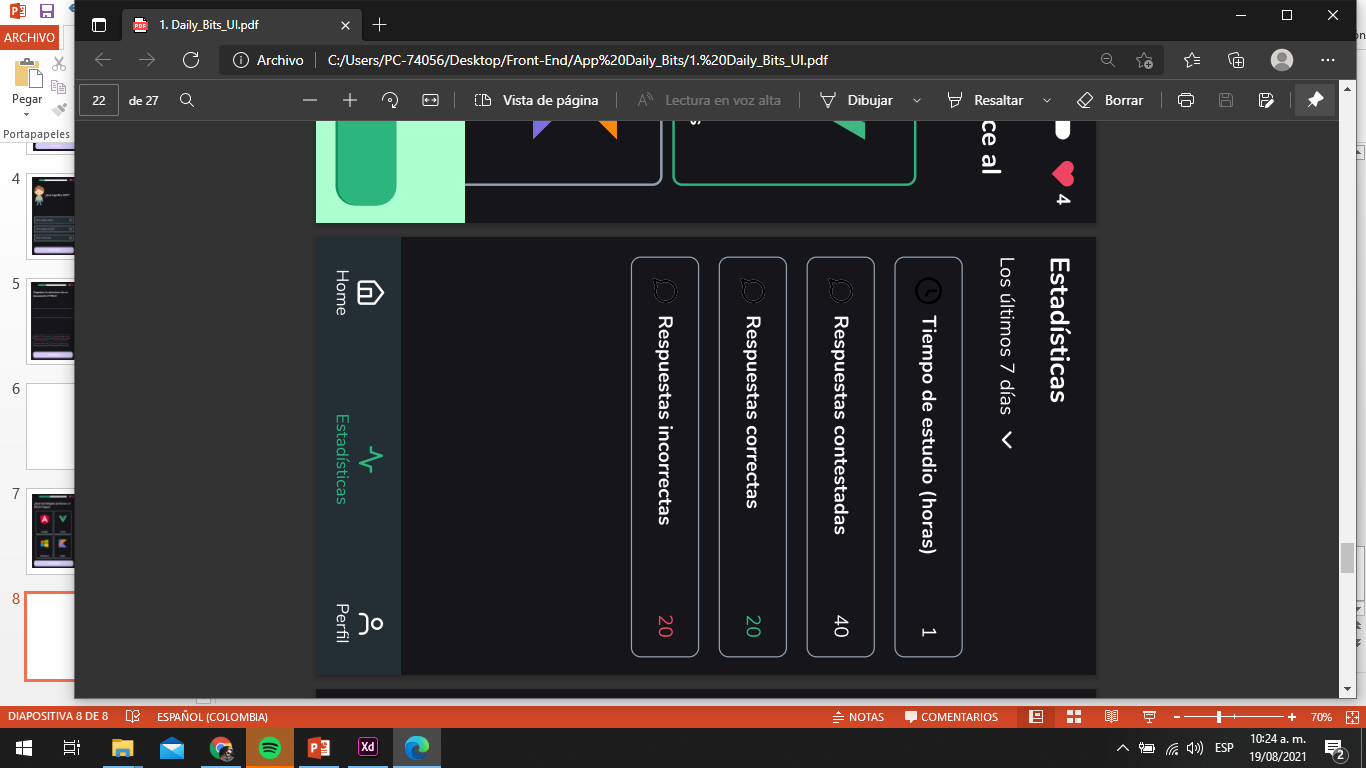 1. Daily_Bits_UI.pdf
ARCHIVO
Archivo
C:/Users/PC-74056/Desktop/Front-End/App%20Daily_Bits/1.%20Daily_Bits_UI.pdf
Pegar
Portapapeles
22 de 27
Vista de página
Lectura en voz alta
Dibujar
Resaltar
Borrar
ce al
4
Estadísticas
Los últimos 7 días
Tiempo de estudio (horas) 1
Respuestas contestadas 40
Respuestas correctas 20
Respuestas incorrectas 20
Home
Estadísticas
Perfil
4
5
6
7
8
DIAPOSITIVA 8 DE 8
ESPAÑOL (COLOMBIA)
NOTAS
COMENTARIOS
70%
Xd
ESP
10:24 a. m.
19/08/2021
2